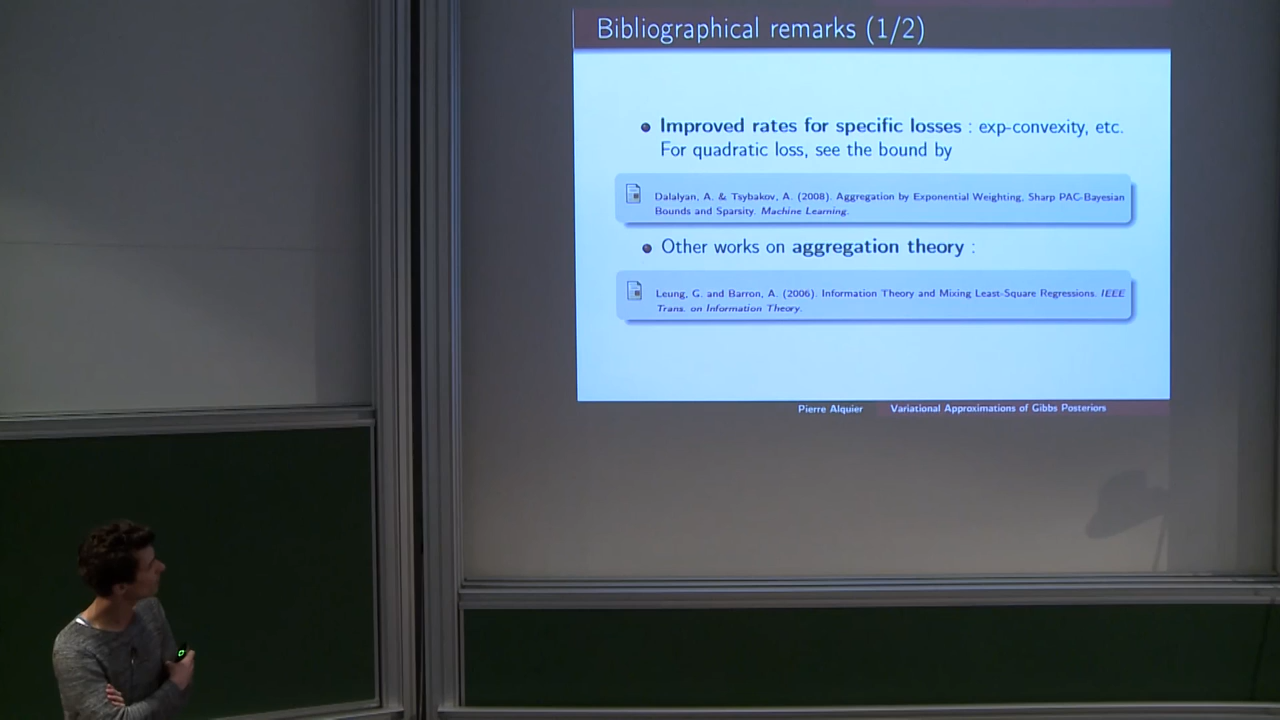 Bibliographical remarks (1/2)
Improved rates for specific losses : exp-convexity, etc.
For quadratic loss, see the bound by
Dalalyan, A. & Tsybakov, A. (2008). Aggregation by Exponential Weighting, Sharp PAC-Bayesian
Bounds and Sparsity. Machine Learning.
Other works on aggregation theory :
Leung, G. and Barron, A. (2006). Information Theory and Mixing Least-Square Regressions. IEEE
Trans. on Information Theory.
Pierre Alquier Variational Approximations of Gibbs Posteriors